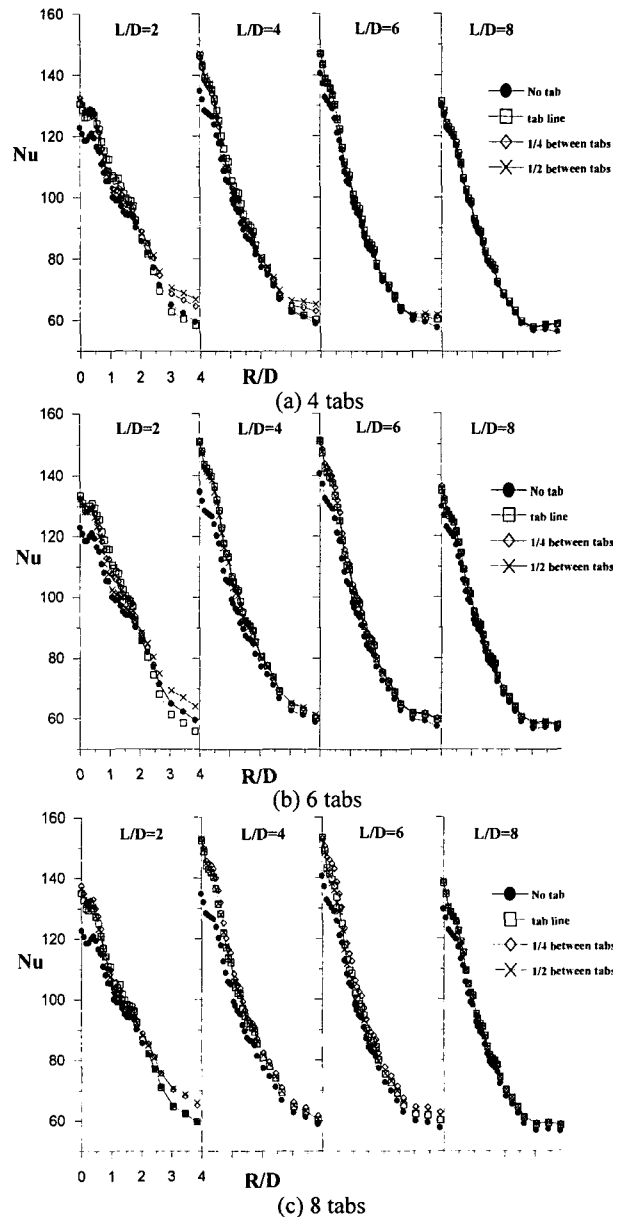 L/D=2 L/D=4 L/D=6 L/D=8
160
140
120
100
80
60
Nu
No tab
tab line
1/4 between tabs
1/2 between tabs
0 1 2 3 4
R/D
(a) 4 tabs
L/D=2 L/D=4 L/D=6 L/D=8
160
140
120
100
80
60
Nu
No tab
tab line
1/4 between tabs
1/2 between tabs
0 1 2 3 4
R/D
(b) 6 tabs
L/D=2 L/D=4 L/D=6 L/D=8
160
140
120
100
80
60
Nu
No tab
tab line
1/4 between tabs
1/2 between tabs
0 1 2 3 4
R/D
(c) 8 tabs